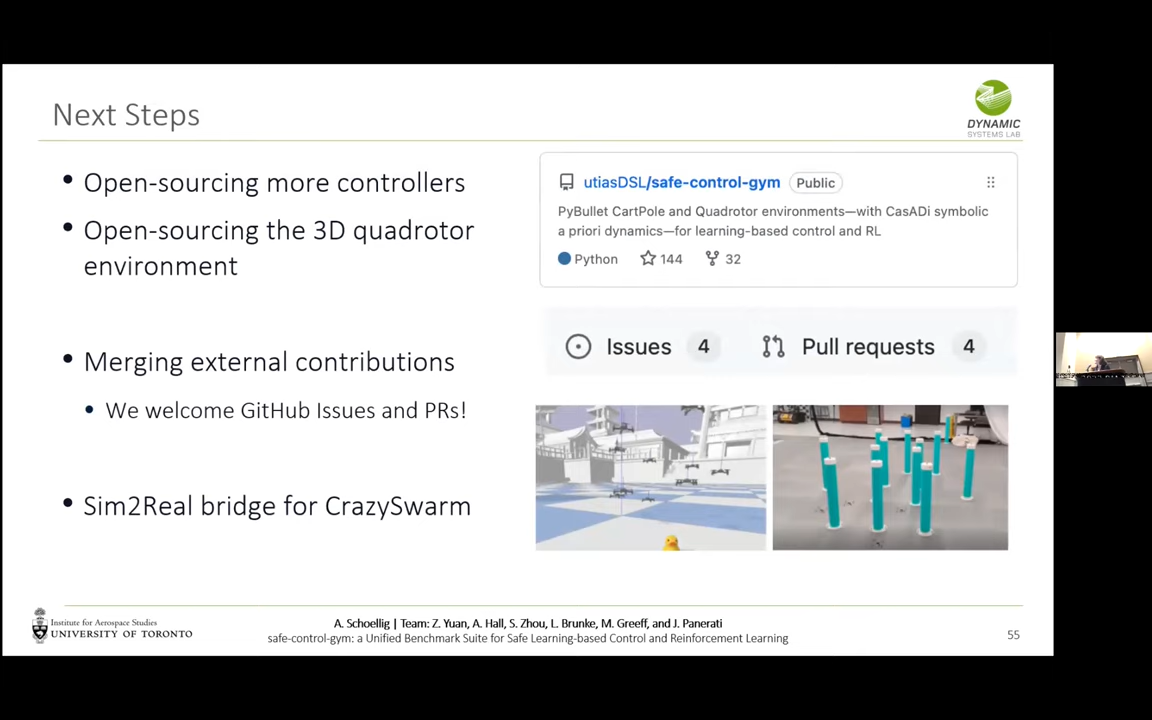 Next Steps
DYNAMIC
SYSTEMS LAB
• Open-sourcing more controllers
• Open-sourcing the 3D quadrotor
environment
• Merging external contributions
• We welcome GitHub Issues and PRs!
• Sim2Real bridge for CrazySwarm
utiasDSL/safe-control-gym Public
PyBullet CartPole and Quadrotor environments—with CasADi symbolic
a priori dynamics—for learning-based control and RL
Python 144 32
Issues 4 Pull requests 4
Institute for Aerospace Studies
UNIVERSITY OF TORONTO
A. Schoellig | Team: Z. Yuan, A. Hall, S. Zhou, L. Brunke, M. Greeff, and J. Panerati
safe-control-gym: a Unified Benchmark Suite for Safe Learning-based Control and Reinforcement Learning
55